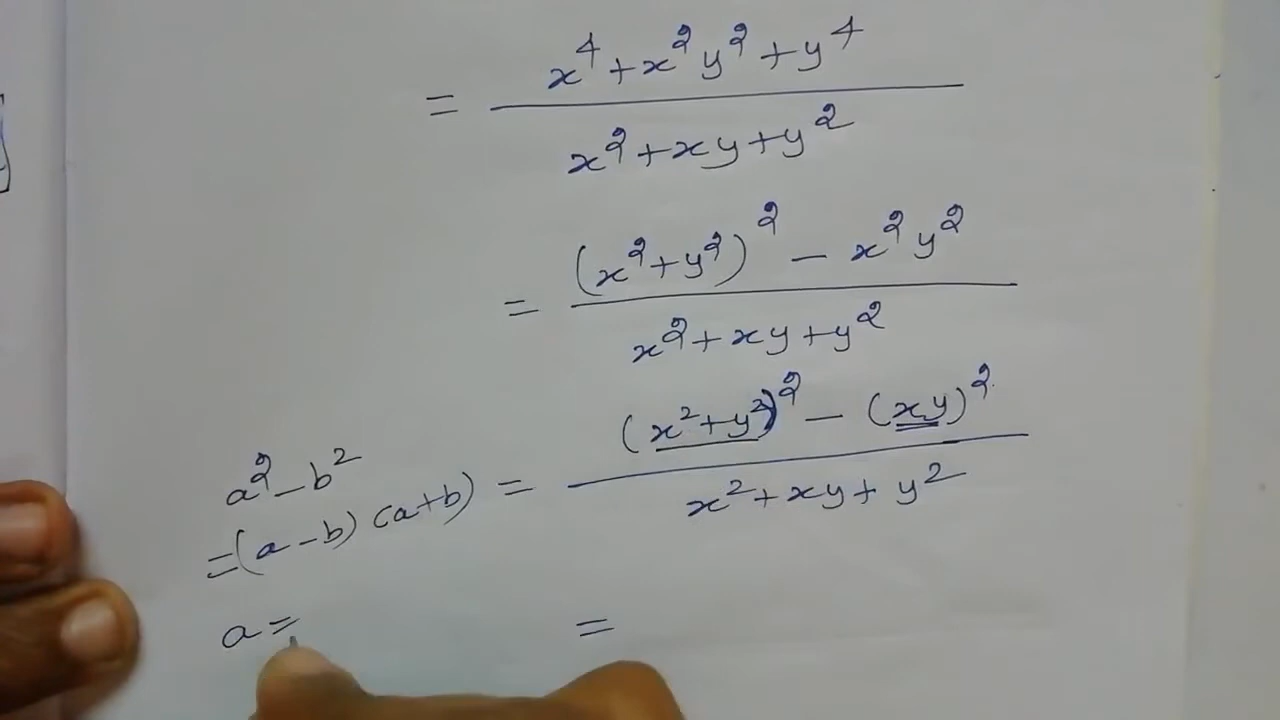 = x⁴+x²y²+y⁴ / x²+xy+y²
= (x²+y²)² - x²y² / x²+xy+y²
= (x²+y²)² - (xy)² / x²+xy+y²
a²-b²
=(a-b)(a+b)
a= =